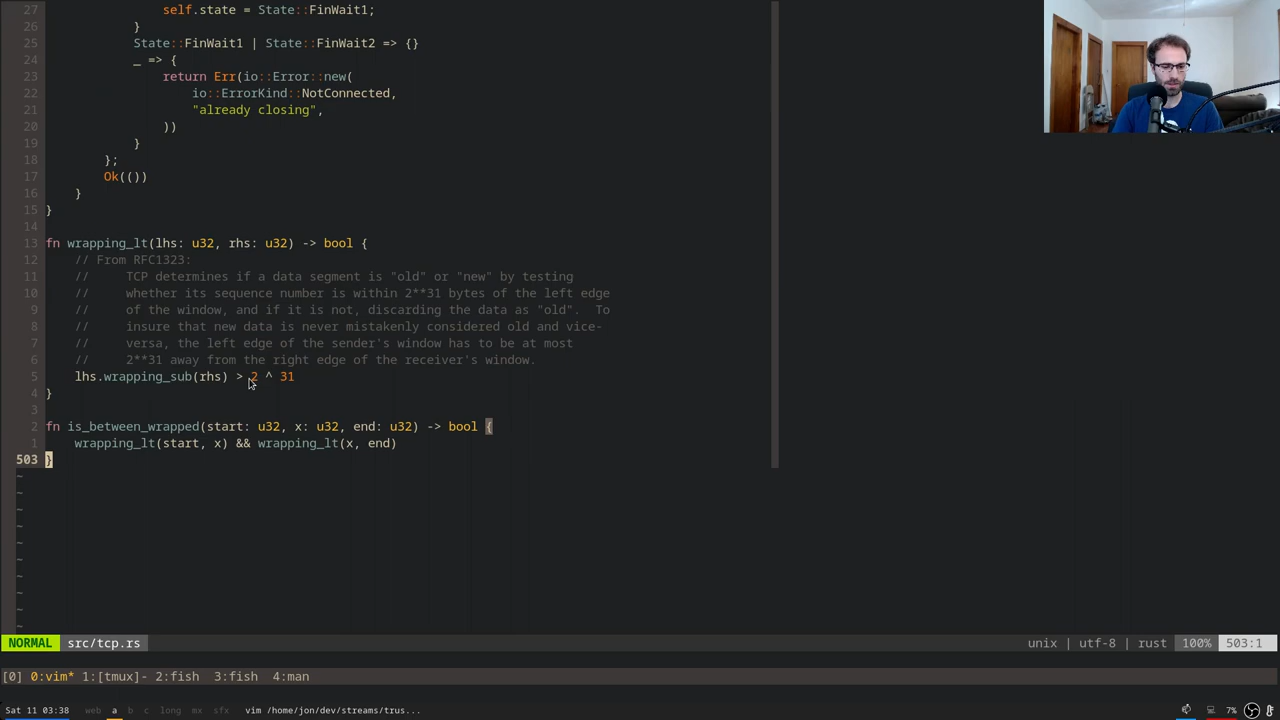 27                 self.state = State::FinWait1;
26             }
25             State::FinWait1 | State::FinWait2 => {}
24             _ => {
23                 return Err(io::Error::new(
22                     io::ErrorKind::NotConnected,
21                     "already closing",
20                 ))
19             }
18         };
17         Ok(())
16     }
15 }
14
13 fn wrapping_lt(lhs: u32, rhs: u32) -> bool {
12     // From RFC1323:
11     //     TCP determines if a data segment is "old" or "new" by testing
10     //     whether its sequence number is within 2**31 bytes of the left edge
9     //     of the window, and if it is not, discarding the data as "old".  To
8     //     insure that new data is never mistakenly considered old and vice-
7     //     versa, the left edge of the sender's window has to be at most
6     //     2**31 away from the right edge of the receiver's window.
5     lhs.wrapping_sub(rhs) > 2 ^ 31
4 }
3
2 fn is_between_wrapped(start: u32, x: u32, end: u32) -> bool {
1     wrapping_lt(start, x) && wrapping_lt(x, end)
503 }
~
~
~
~
~
~
~
~
~
~
NORMAL src/tcp.rs unix | utf-8 | rust 100% 503:1
[0] 0:vim* 1:[tmux]- 2:fish 3:fish 4:man
Sat 11 03:38 web a b c long mx sfx vim /home/jon/dev/streams/trus... 7%